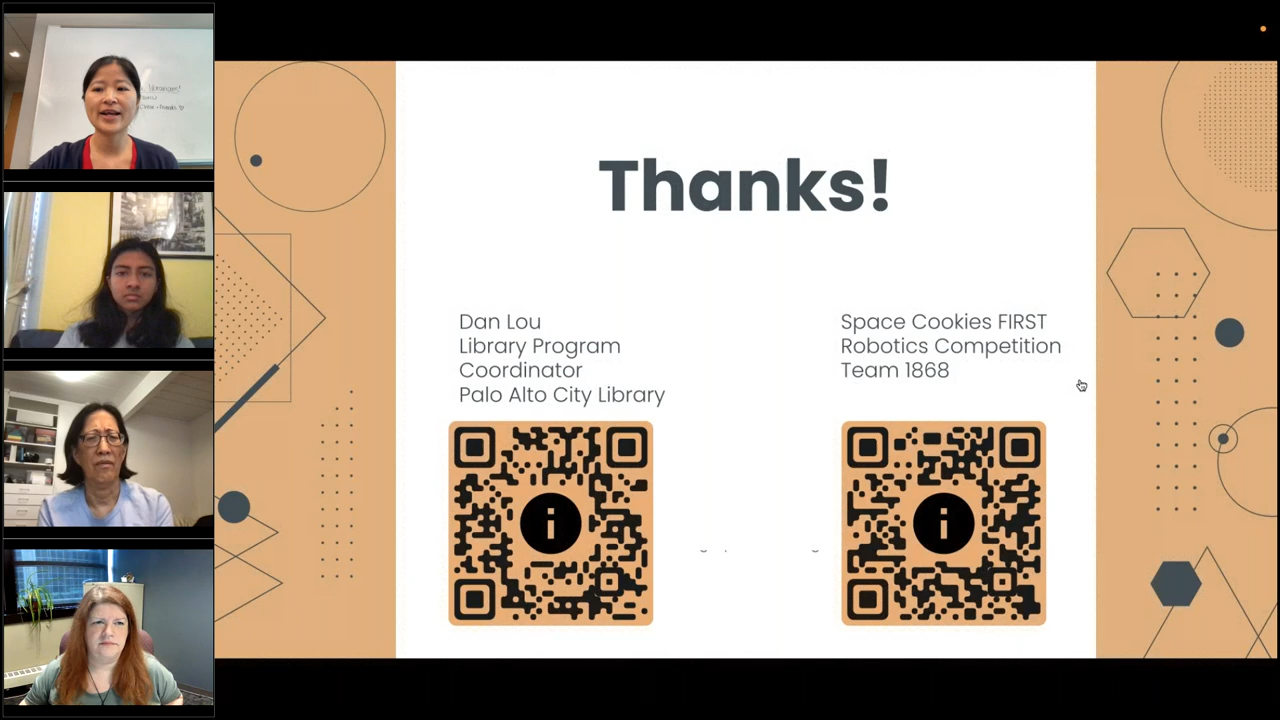 Thanks!
Dan Lou
Library Program
Coordinator
Palo Alto City Library
Space Cookies FIRST
Robotics Competition
Team 1868
i
i